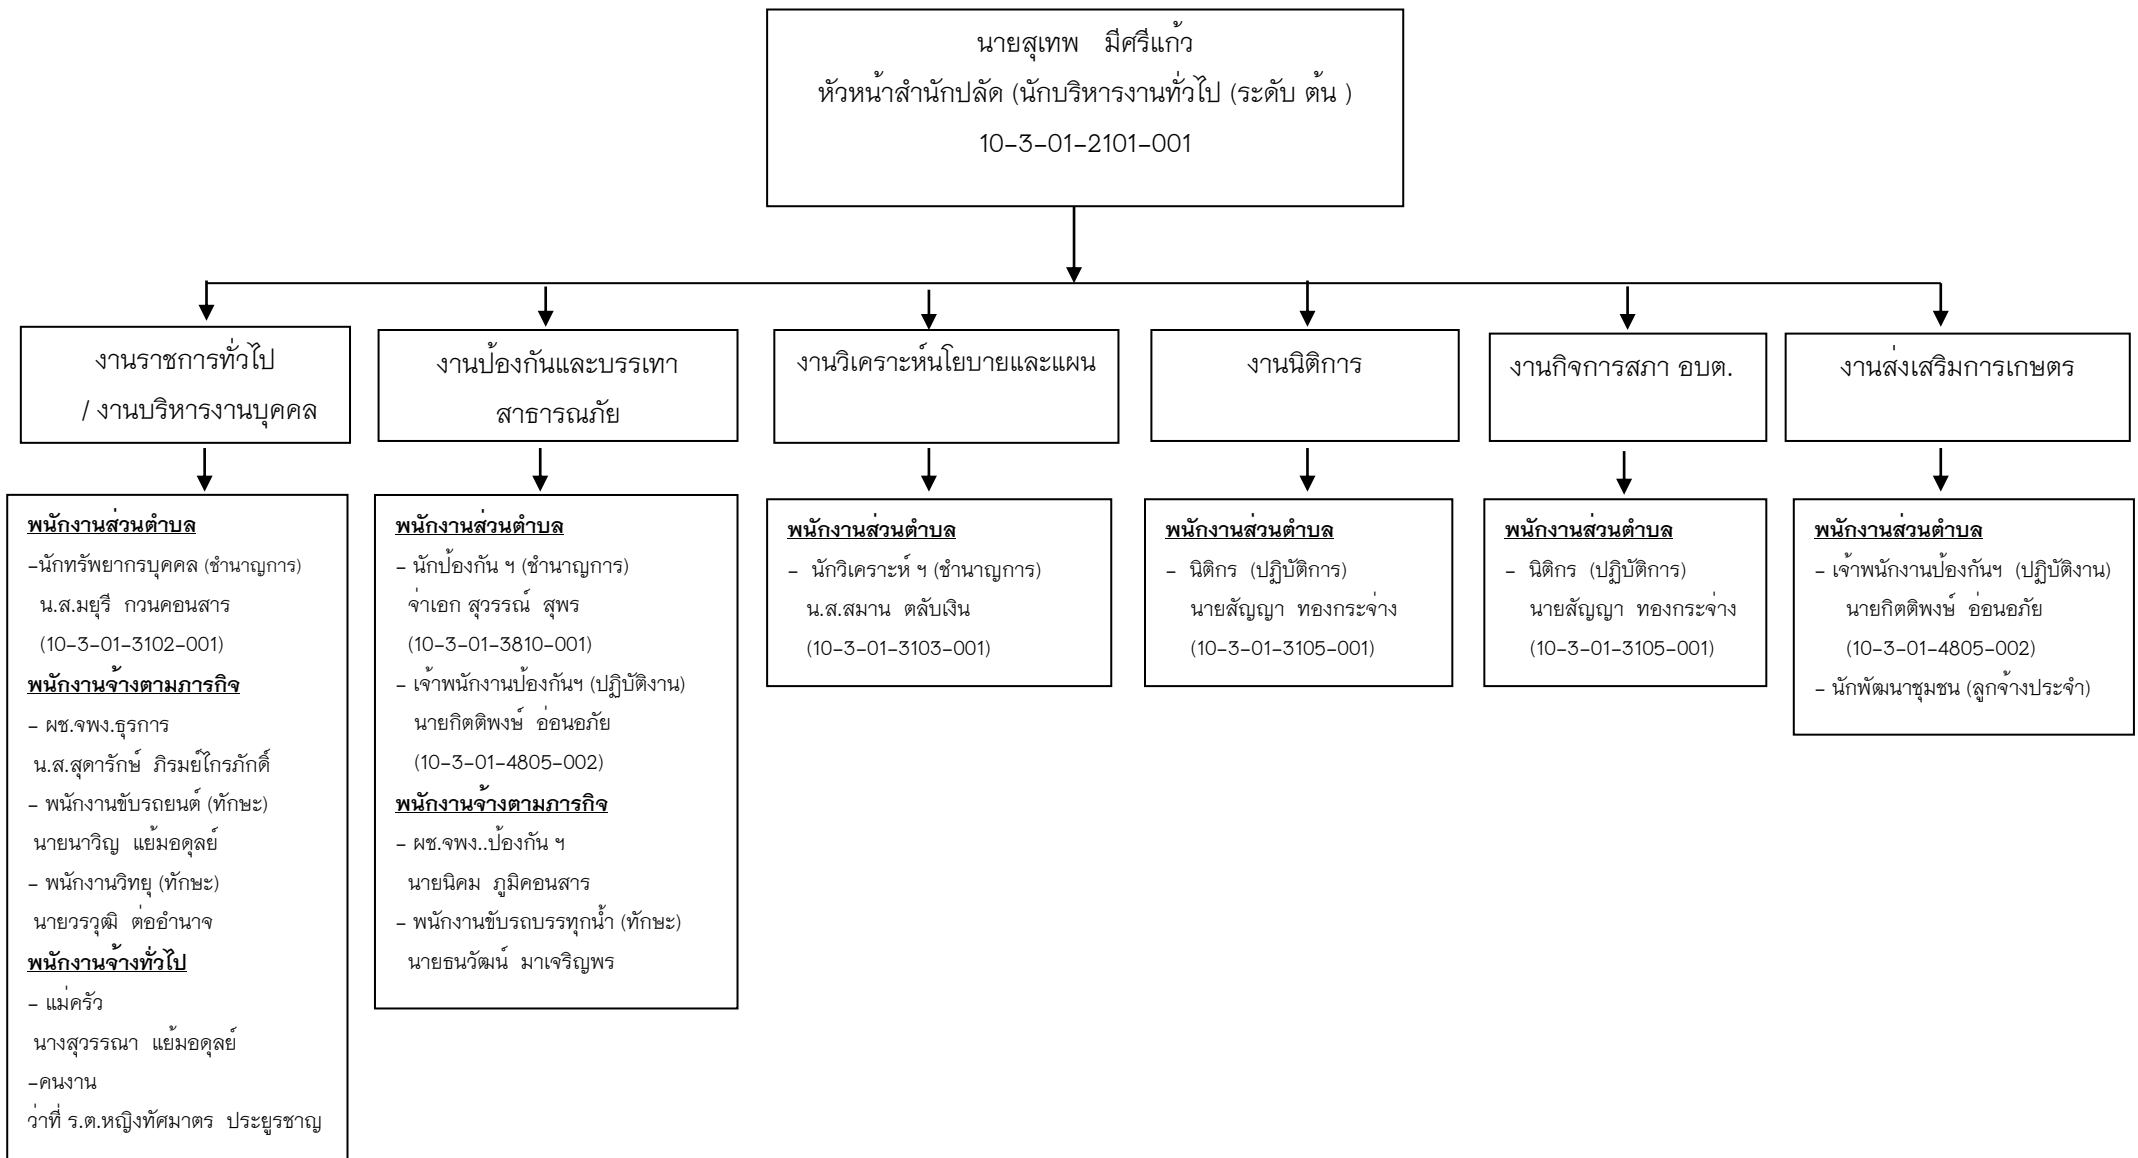 นายสุเทพ   มีศรีแก้ว
หัวหน้าสำนักปลัด (นักบริหารงานทั่วไป (ระดับ ต้น )
10-3-01-2101-001
งานราชการทั่วไป
/ งานบริหารงานบุคคล
งานป้องกันและบรรเทา
สาธารณภัย
งานวิเคราะห์นโยบายและแผน
งานนิติการ
งานกิจการสภา อบต.
งานส่งเสริมการเกษตร
พนักงานส่วนตำบล
-นักทรัพยากรบุคคล (ชำนาญการ)
น.ส.มยุรี  กวนคอนสาร
(10-3-01-3102-001)
พนักงานจ้างตามภารกิจ
- ผช.จพง.ธุรการ
น.ส.สุดารักษ์  ภิรมย์ไกรภักดิ์
- พนักงานขับรถยนต์ (ทักษะ)
นายนาวิญ  แย้มอดุลย์
- พนักงานวิทยุ (ทักษะ)
นายวรวุฒิ  ต่ออำนาจ
พนักงานจ้างทั่วไป
- แม่ครัว
นางสุวรรณา  แย้มอดุลย์
-คนงาน
ว่าที่ ร.ต.หญิงทัศมาตร  ประยูรชาญ
พนักงานส่วนตำบล
- นักป้องกัน ฯ (ชำนาญการ)
จ่าเอก สุวรรณ์  สุพร
(10-3-01-3810-001)
- เจ้าพนักงานป้องกันฯ (ปฏิบัติงาน)
นายกิตติพงษ์  อ่อนอภัย
(10-3-01-4805-002)
พนักงานจ้างตามภารกิจ
- ผช.จพง..ป้องกัน ฯ
นายนิคม  ภูมิคอนสาร
- พนักงานขับรถบรรทุกน้ำ (ทักษะ)
นายธนวัฒน์  มาเจริญพร
พนักงานส่วนตำบล
-  นักวิเคราะห์ ฯ (ชำนาญการ)
น.ส.สมาน  ตลับเงิน
(10-3-01-3103-001)
พนักงานส่วนตำบล
-  นิติกร  (ปฏิบัติการ)
นายสัญญา  ทองกระจ่าง
(10-3-01-3105-001)
พนักงานส่วนตำบล
-  นิติกร  (ปฏิบัติการ)
นายสัญญา  ทองกระจ่าง
(10-3-01-3105-001)
พนักงานส่วนตำบล
- เจ้าพนักงานป้องกันฯ  (ปฏิบัติงาน)
นายกิตติพงษ์  อ่อนอภัย
(10-3-01-4805-002)
- นักพัฒนาชุมชน (ลูกจ้างประจำ)